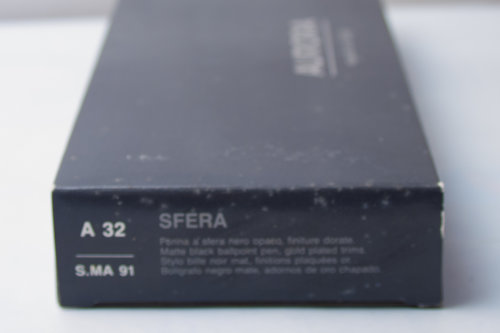 AURORA
A 32
S.MA 91
SFERA
Penna a sfera nero opaco, finiture dorate.
Matte black ballpoint pen, gold plated trims.
Stylo bille noir mat, finitions plaquées or.
Bolígrafo negro mate, adornos de oro chapado.